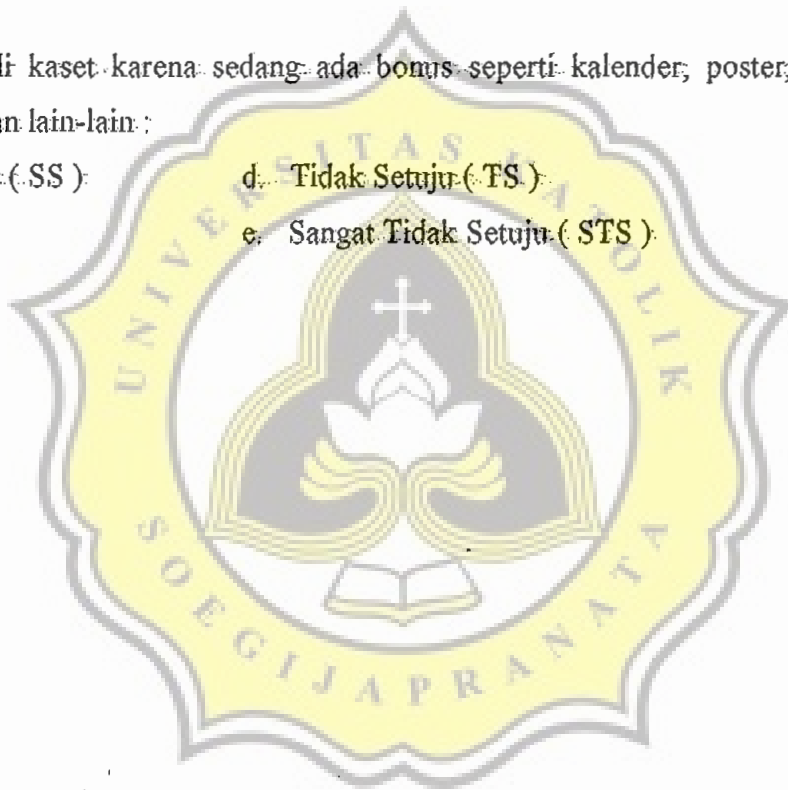 li kaset karena sedang ada bonus seperti kalender, poster,
an lain-lain :
( SS )
d. Tidak Setuju ( TS )
e. Sangat Tidak Setuju ( STS )
UNIVERSITAS KATOLIK
SOEGIJAPRANATA